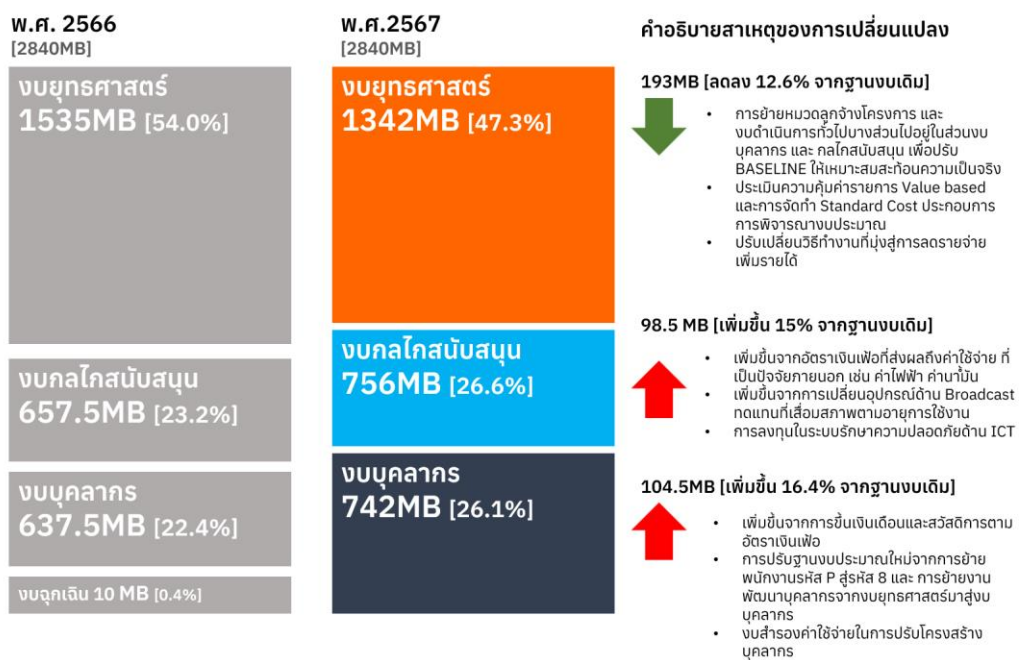 พ.ศ. 2566
[2840MB]
งบยุทธศาสตร์
1535MB [54.0%]
งบกลไกสนับสนุน
657.5MB [23.2%]
งบบุคลากร
637.5MB [22.4%]
งบฉุกเฉิน 10 MB [0.4%]
พ.ศ.2567
[2840MB]
งบยุทธศาสตร์
1342MB [47.3%]
งบกลไกสนับสนุน
756MB [26.6%]
งบบุคลากร
742MB [26.1%]
คำอธิบายสาเหตุของการเปลี่ยนแปลง
193MB [ลดลง 12.6% จากฐานงบเดิม]
• การย้ายหมวดลูกจ้างโครงการ และ
งบดำเนินการทั่วไปบางส่วนไปอยู่ในส่วนงบ
บุคลากร และ กลไกสนับสนุน เพื่อปรับ
BASELINE ให้เหมาะสมสะท้อนความเป็นจริง
• ประเมินความคุ้มค่ารายการ Value based
และการจัดทำ Standard Cost ประกอบการ
การพิจารณางบประมาณ
• ปรับเปลี่ยนวิธีทำงานที่มุ่งสู่การลดรายจ่าย
เพิ่มรายได้
98.5 MB [เพิ่มขึ้น 15% จากฐานงบเดิม]
• เพิ่มขึ้นจากอัตราเงินเฟ้อที่ส่งผลถึงค่าใช้จ่าย ที่
เป็นปัจจัยภายนอก เช่น ค่าไฟฟ้า ค่าน้ำมัน
• เพิ่มขึ้นจากการเปลี่ยนอุปกรณ์ด้าน Broadcast
ทดแทนที่เสื่อมสภาพตามอายุการใช้งาน
• การลงทุนในระบบรักษาความปลอดภัยด้าน ICT
104.5MB [เพิ่มขึ้น 16.4% จากฐานงบเดิม]
• เพิ่มขึ้นจากการขึ้นเงินเดือนและสวัสดิการตาม
อัตราเงินเฟ้อ
• การปรับฐานงบประมาณใหม่จากการย้าย
พนักงานรหัส P สู่รหัส 8 และ การย้ายงาน
พัฒนาบุคลากรจากงบยุทธศาสตร์มาสู่งบ
บุคลากร
• งบสำรองค่าใช้จ่ายในการปรับโครงสร้าง
บุคลากร